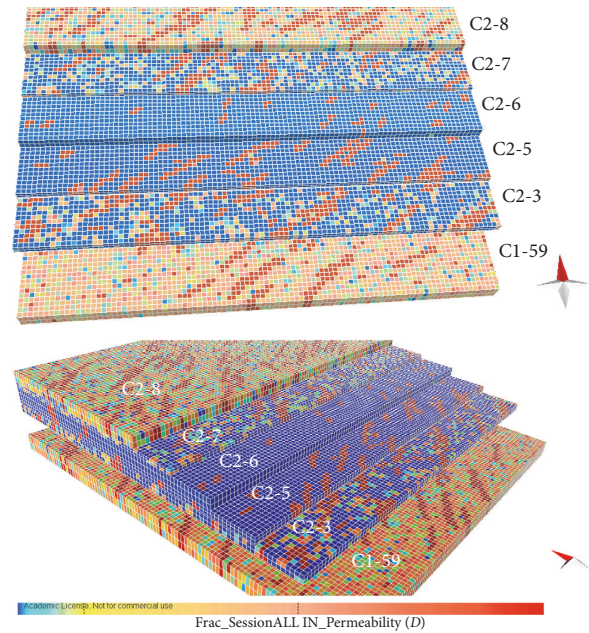 C2-8
C2-7
C2-6
C2-5
C2-3
C1-59
C2-8
C2-7
C2-6
C2-5
C2-3
C1-59
Academic License. Not for commercial use
Frac_SessionALL IN_Permeability (D)